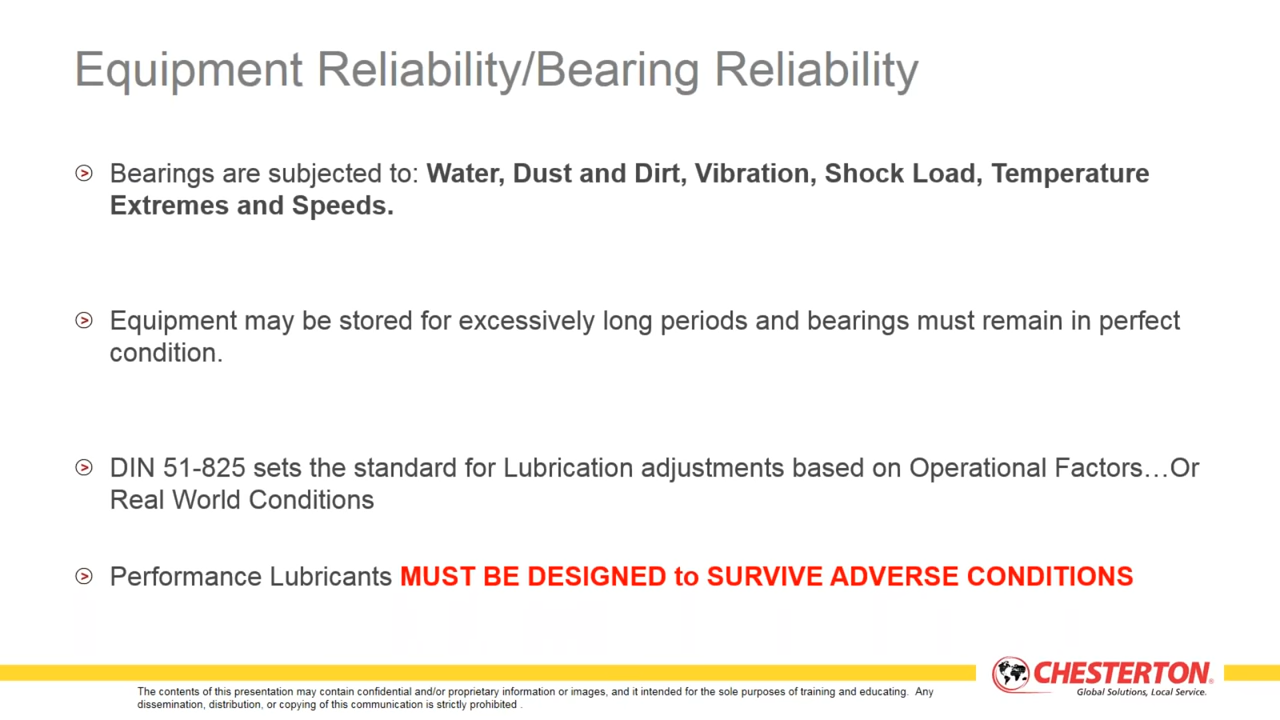 Equipment Reliability/Bearing Reliability
Bearings are subjected to: Water, Dust and Dirt, Vibration, Shock Load, Temperature
Extremes and Speeds.
Equipment may be stored for excessively long periods and bearings must remain in perfect
condition.
DIN 51-825 sets the standard for Lubrication adjustments based on Operational Factors…Or
Real World Conditions
Performance Lubricants MUST BE DESIGNED to SURVIVE ADVERSE CONDITIONS
CHESTERTON®
Global Solutions, Local Service.
The contents of this presentation may contain confidential and/or proprietary information or images, and it intended for the sole purposes of training and educating. Any
dissemination, distribution, or copying of this communication is strictly prohibited .